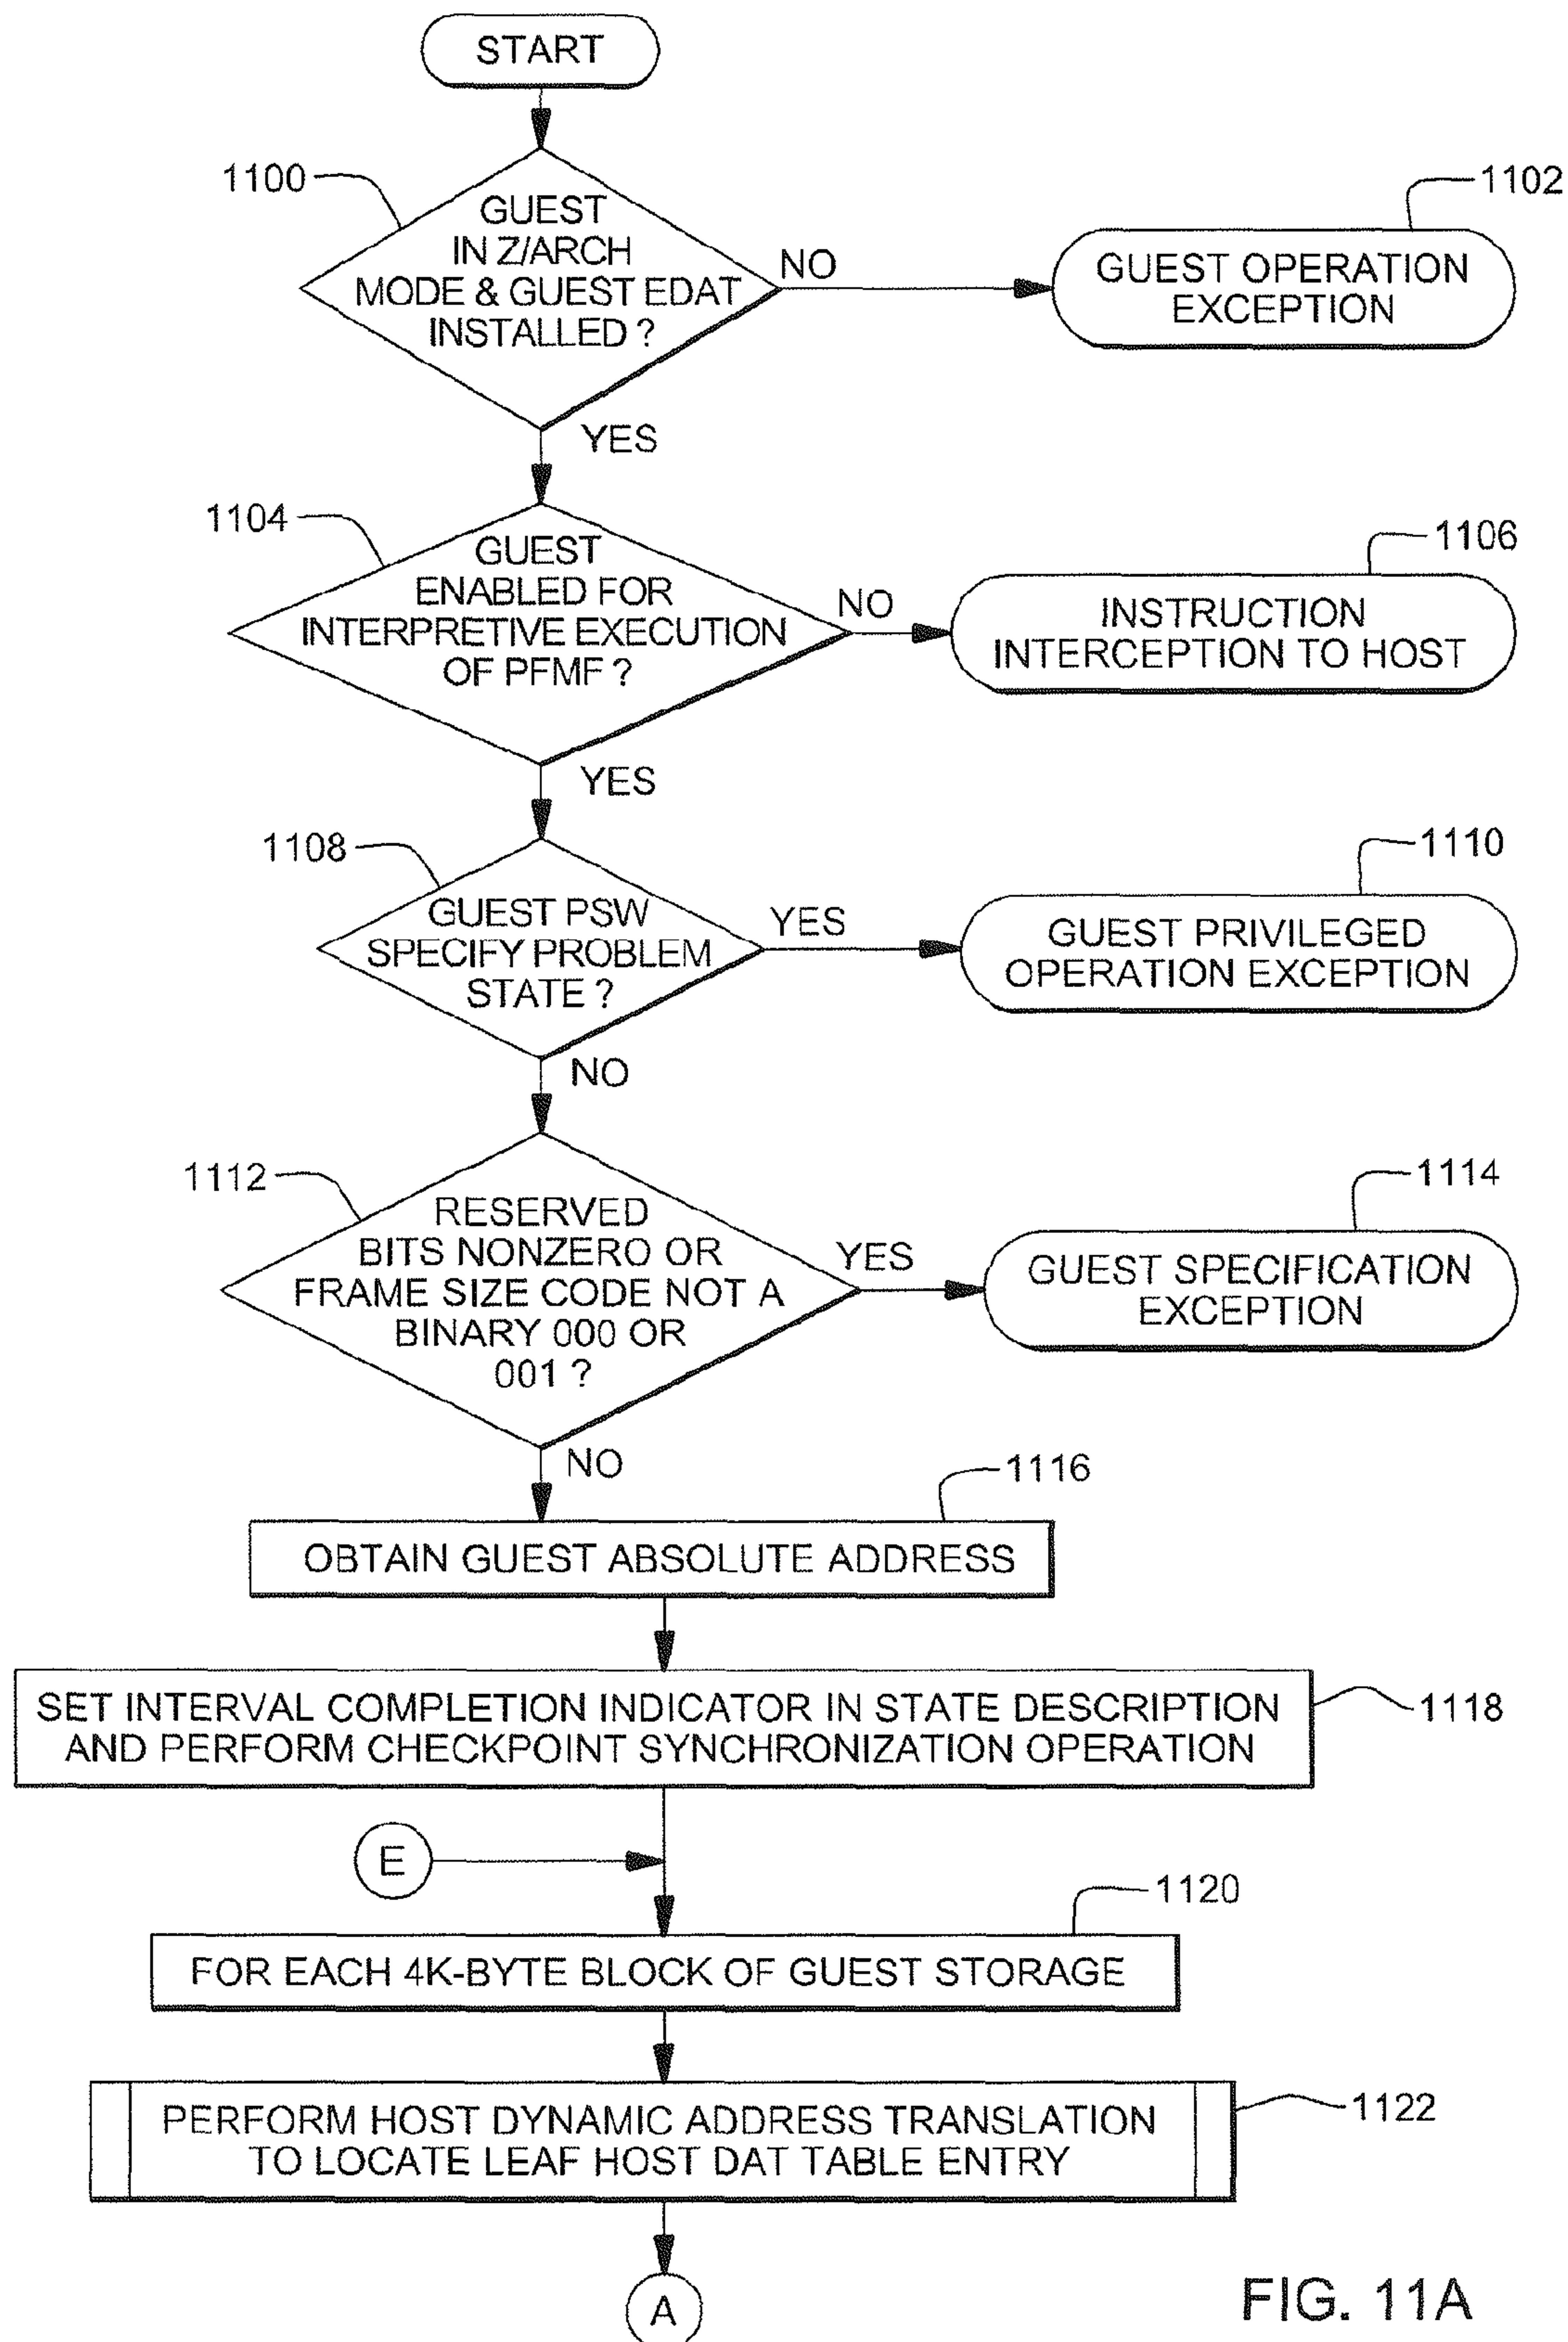 START
1100
GUEST
IN Z/ARCH
MODE & GUEST EDAT
INSTALLED ?
NO
1102
GUEST OPERATION
EXCEPTION
YES
1104
GUEST
ENABLED FOR
INTERPRETIVE EXECUTION
OF PFMF ?
NO
1106
INSTRUCTION
INTERCEPTION TO HOST
YES
1108
GUEST PSW
SPECIFY PROBLEM
STATE ?
YES
1110
GUEST PRIVILEGED
OPERATION EXCEPTION
NO
1112
RESERVED
BITS NONZERO OR
FRAME SIZE CODE NOT A
BINARY 000 OR
001 ?
YES
1114
GUEST SPECIFICATION
EXCEPTION
NO
1116
OBTAIN GUEST ABSOLUTE ADDRESS
SET INTERVAL COMPLETION INDICATOR IN STATE DESCRIPTION
AND PERFORM CHECKPOINT SYNCHRONIZATION OPERATION
1118
E
1120
FOR EACH 4K-BYTE BLOCK OF GUEST STORAGE
PERFORM HOST DYNAMIC ADDRESS TRANSLATION
TO LOCATE LEAF HOST DAT TABLE ENTRY
1122
A
FIG. 11A